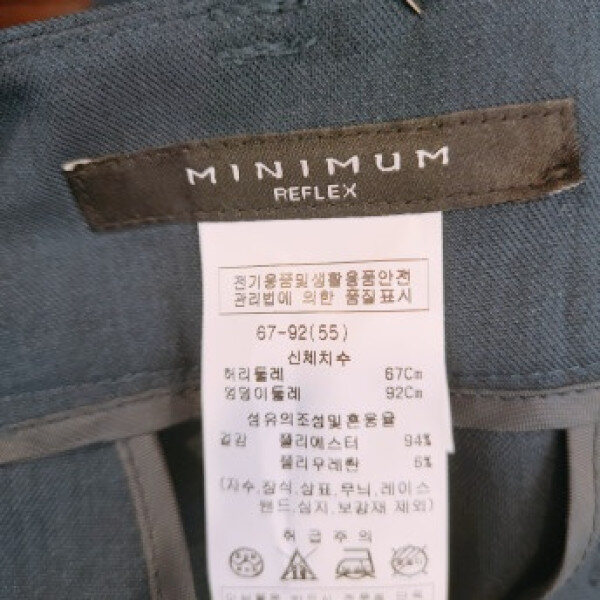 MINIMUM
REFLEX
전기용품및생활용품안전
관리법에 의한 품질표시
67-92(55)
신체치수
허리둘레 67Cm
엉덩이둘레 92Cm
섬유의조성및혼용율
겉감 폴리에스터 94%
폴리우레탄 6%
(자수,장식,상표,무늬,레이스
밴드,심지,보강재 제외)
취 급 주 의